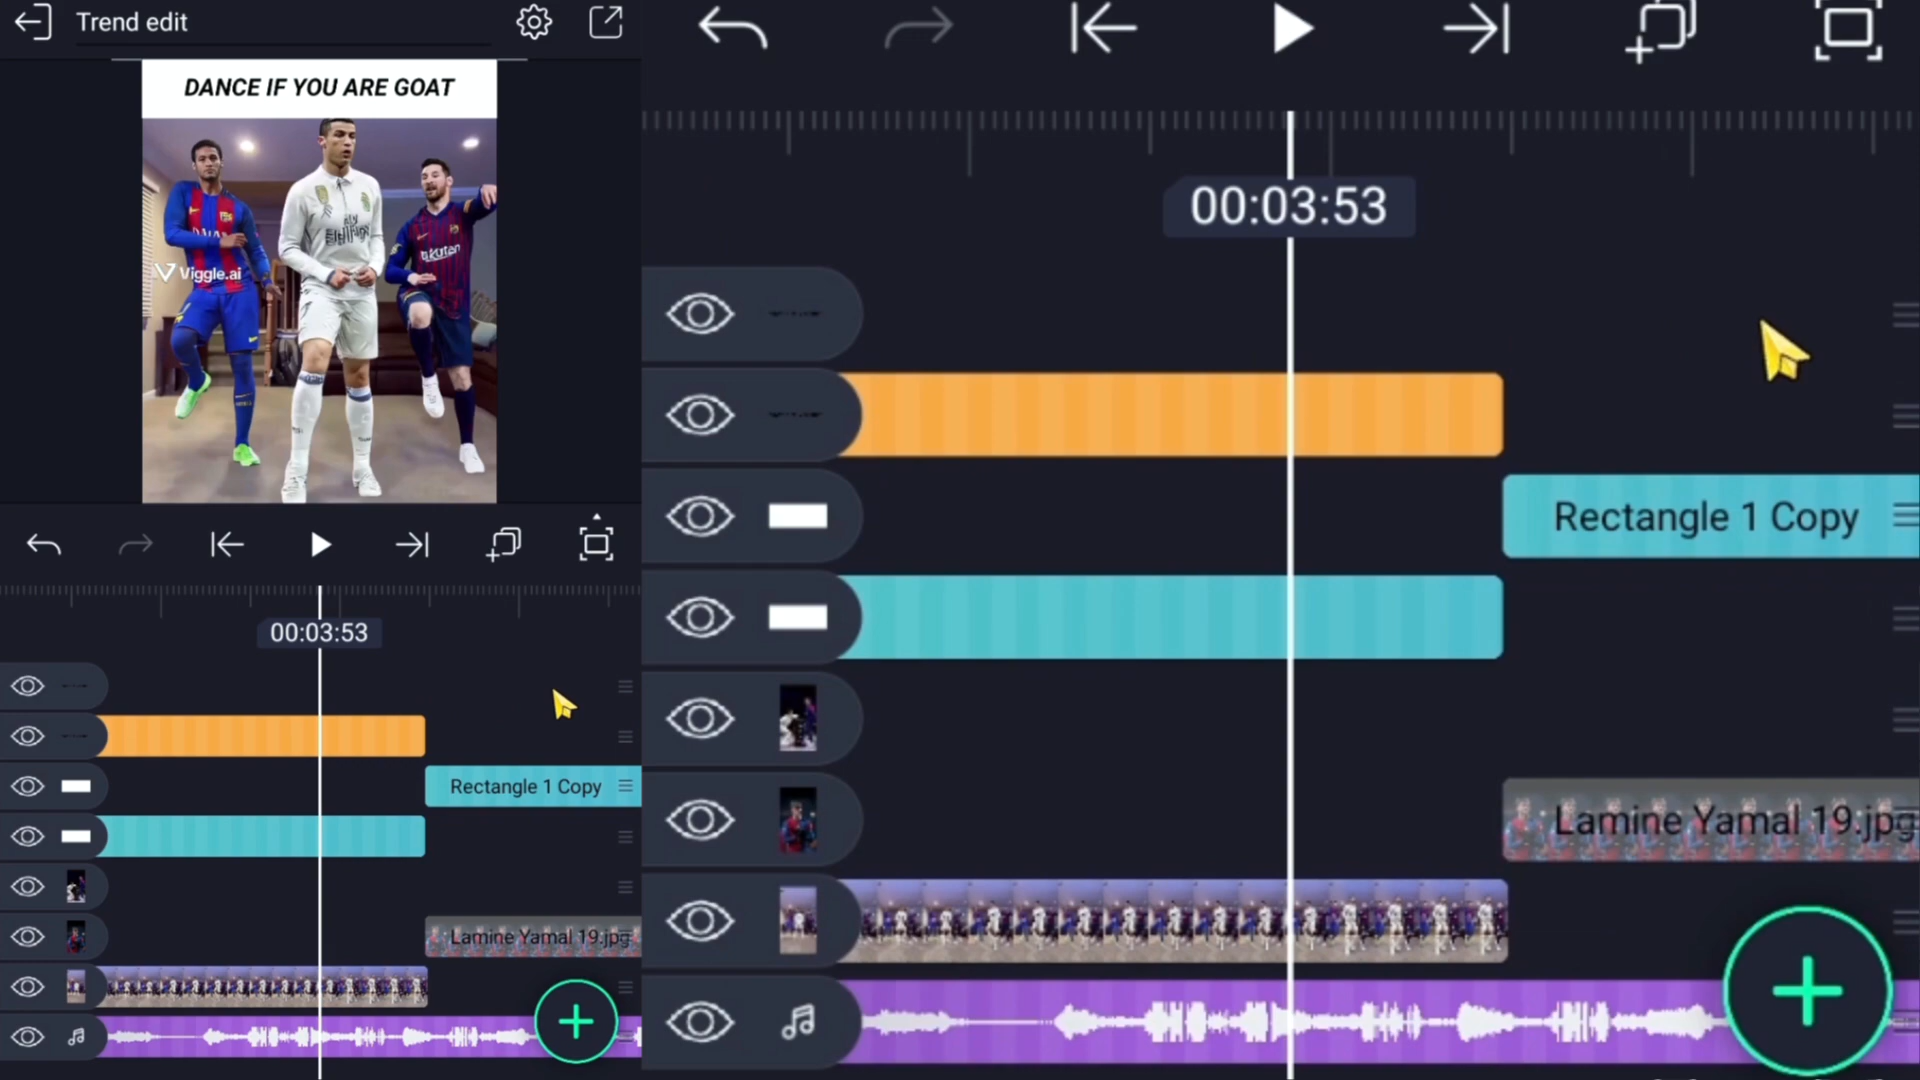 Trend edit
DANCE IF YOU ARE GOAT
Viggle.ai
00:03:53
Rectangle 1 Copy
Lamine Yamal 19.jpg
00:03:53
Rectangle 1 Copy
Lamine Yamal 19.jpg